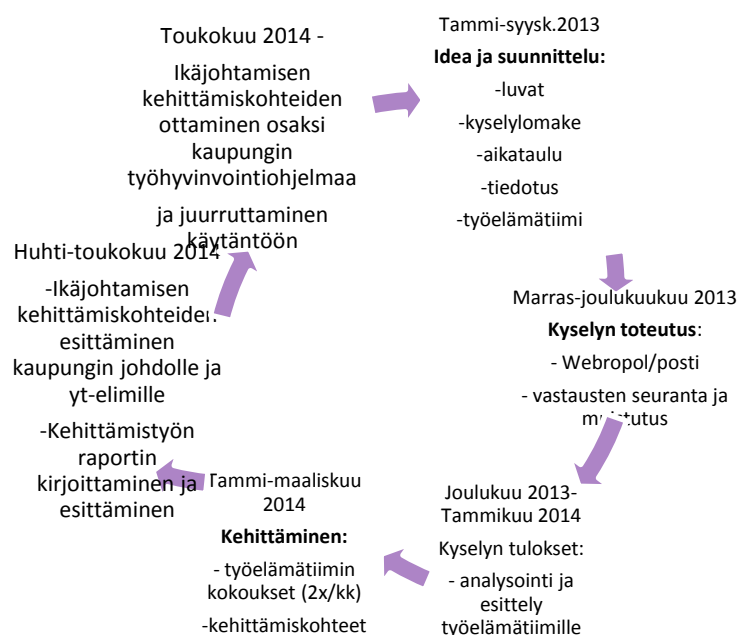 Tammi-syysk.2013
Idea ja suunnittelu:
-luvat
-kyselylomake
-aikataulu
-tiedotus
-työelämätiimi
Marras-joulukuukuu 2013
Kyselyn toteutus:
- Webropol/posti
- vastausten seuranta ja
muistutus
Joulukuu 2013-
Tammikuu 2014
Kyselyn tulokset:
- analysointi ja
esittely
työelämätiimille
Tammi-maaliskuu
2014
Kehittäminen:
- työelämätiimin
kokoukset (2x/kk)
-kehittämiskohteet
Huhti-toukokuu 2014
-Ikäjohtamisen
kehittämiskohteiden
esittäminen
kaupungin johdolle ja
yt-elimille
-Kehittämistyön
raportin
kirjoittaminen ja
esittäminen
Toukokuu 2014 -
Ikäjohtamisen
kehittämiskohteiden
ottaminen osaksi
kaupungin
työhyvinvointiohjelmaa
ja juurruttaminen
käytäntöön